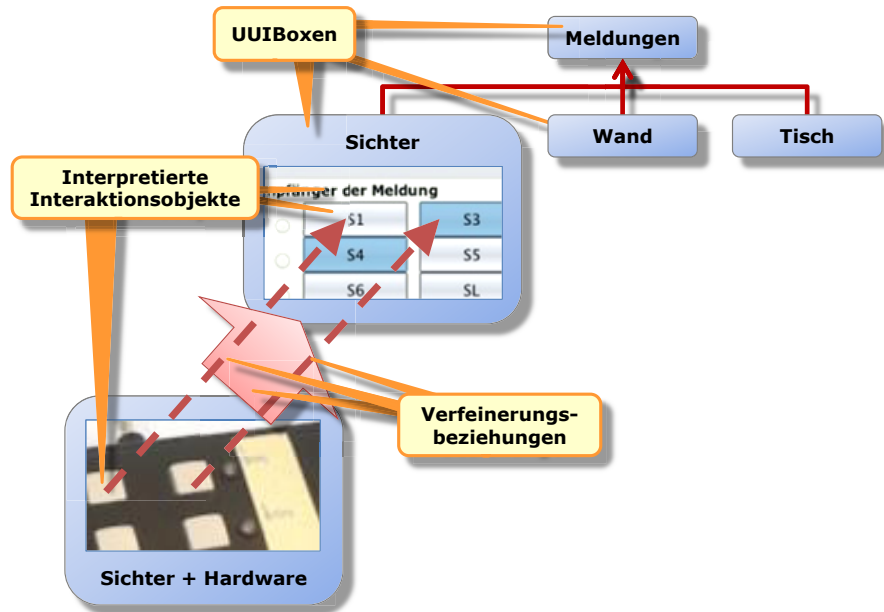 UUIBoxen
Meldungen
Sichter
Wand
Tisch
Interpretierte
Interaktionsobjekte
pfänger der Meldung
S1
S3
S4
S5
S6
SL
Verfeinerungs-
beziehungen
Sichter + Hardware